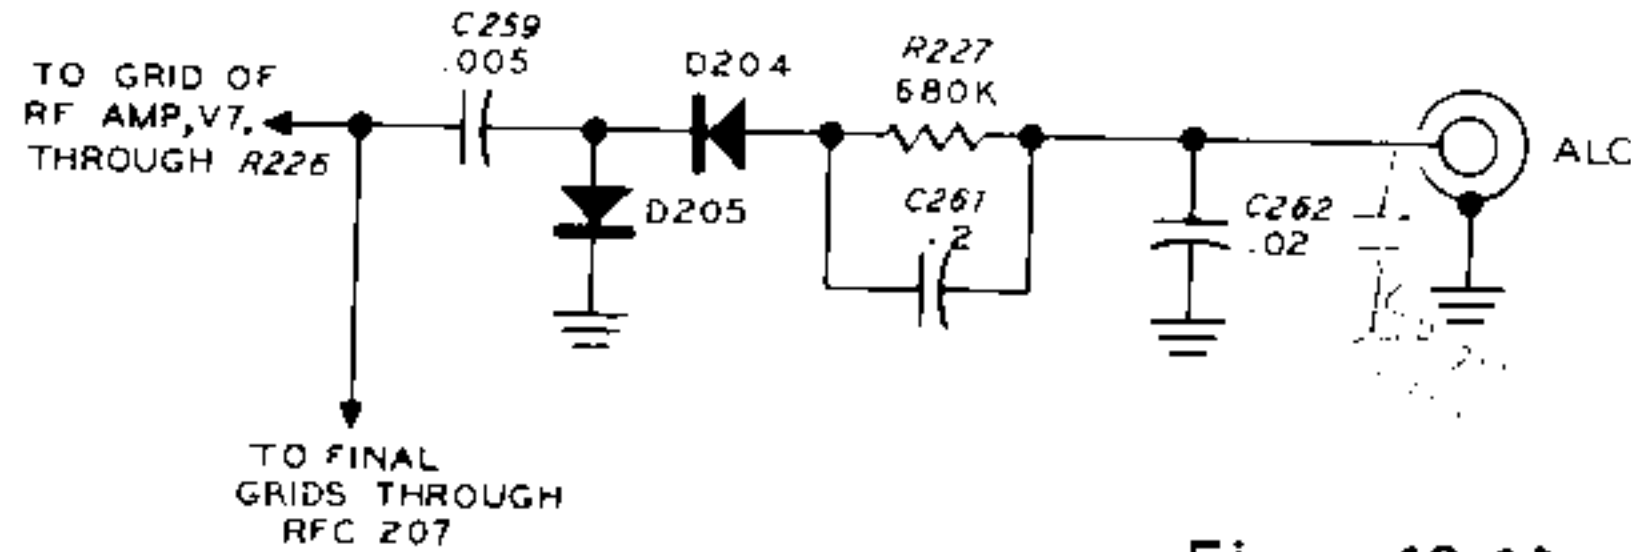 C259
.005
TO GRID OF
RF AMP, V7,
THROUGH R226
D204
R227
680K
ALC
D205
C261
.2
C262
.02
TO FINAL
GRIDS THROUGH
RFC 207